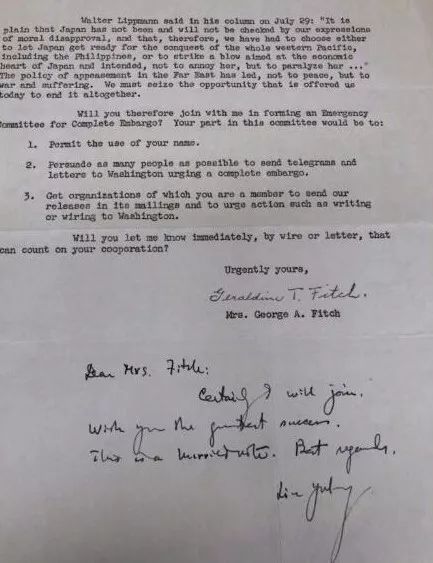 Walter Lippmann said in his column on July 29: "It is
plain that Japan has not been and will not be checked by our expressions
of moral disapproval, and that, therefore, we have had to choose either
to let Japan get ready for the conquest of the whole western Pacific,
including the Philippines, or to strike a blow aimed at the economic
heart of Japan and intended, not to annoy her, but to paralyze her ..."
The policy of appeasement in the Far East has led, not to peace, but to
war and suffering. We must seize the opportunity that is offered us
today to end it altogether.
Will you therefore join with me in forming an Emergency
Committee for Complete Embargo? Your part in this committee would be to:
1. Permit the use of your name.
2. Persuade as many people as possible to send telegrams and
letters to Washington urging a complete embargo.
3. Get organizations of which you are a member to send our
releases in its mailings and to urge action such as writing
or wiring to Washington.
Will you let me know immediately, by wire or letter, that
can count on your cooperation?
Urgently yours,
Geraldine T. Fitch.
Mrs. George A. Fitch
Dear Mrs. Fitch:
Certainly I will join.
Wish you the greatest success.
This is a hurried note. Best regards.
Lin Yutang